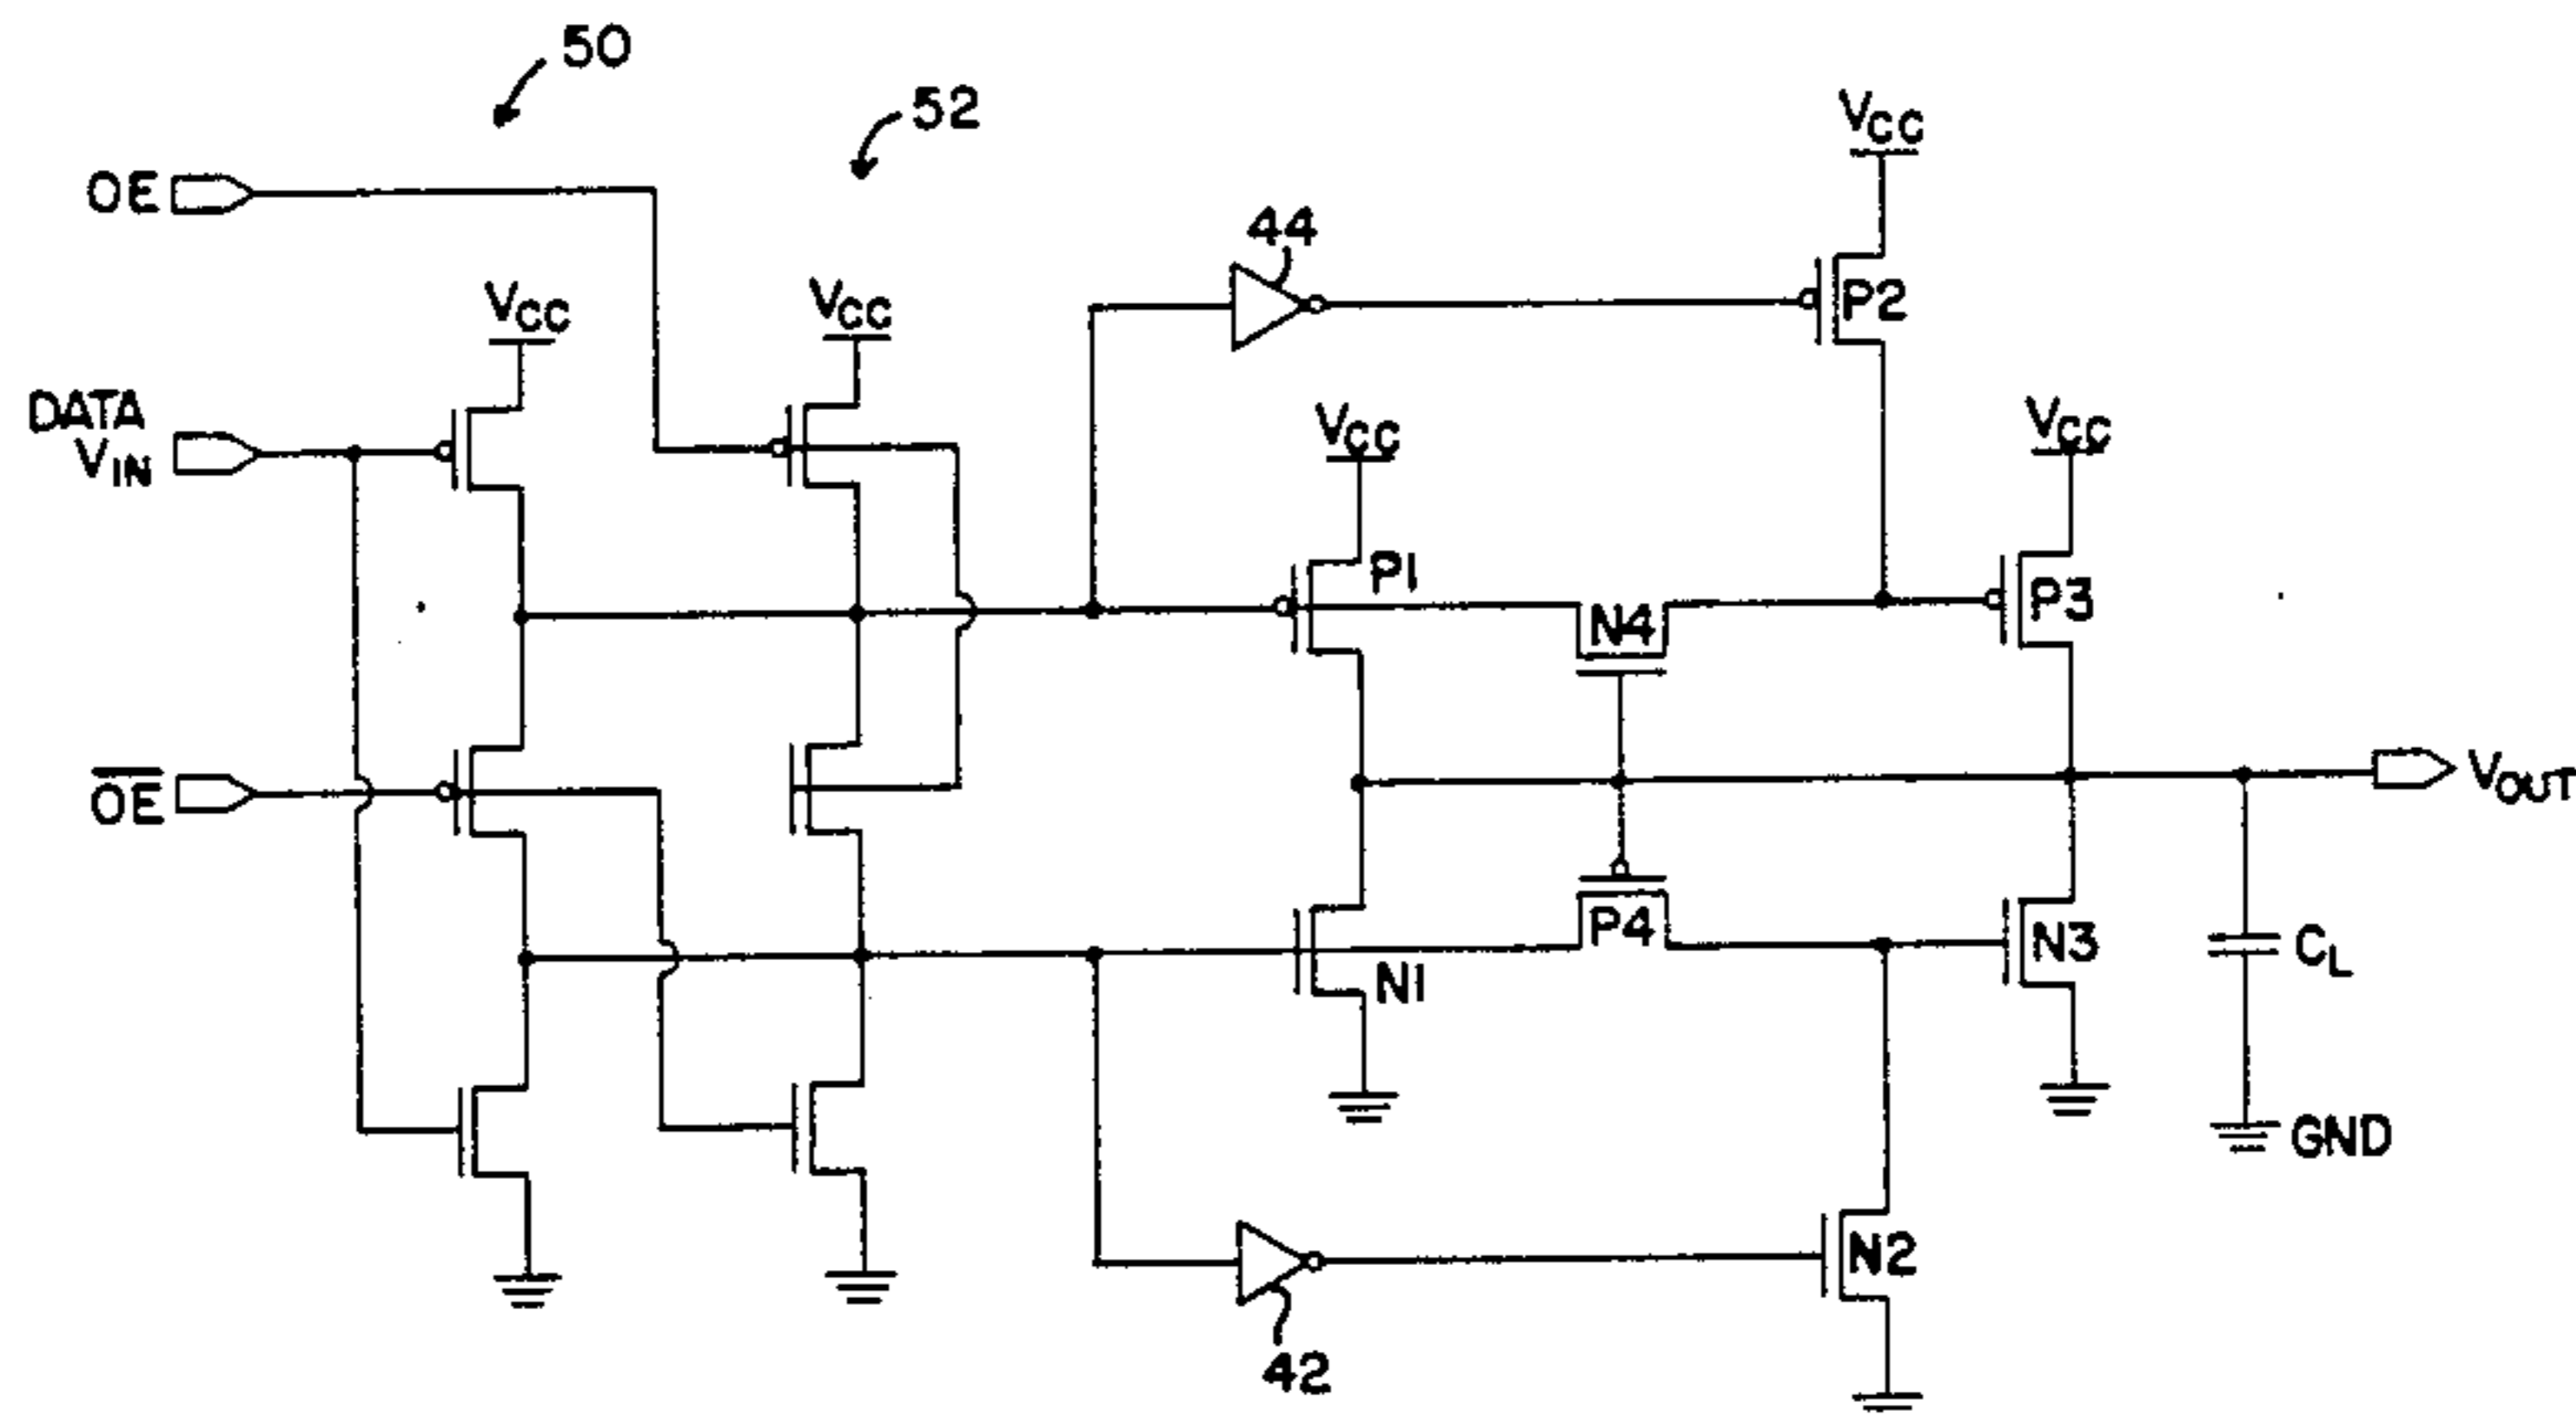 50
52
OE
44
VCC
P2
VCC
VCC
DATA
VIN
VCC
VCC
P1
N4
P3
OE
VOUT
P4
N1
N3
CL
GND
N2
42